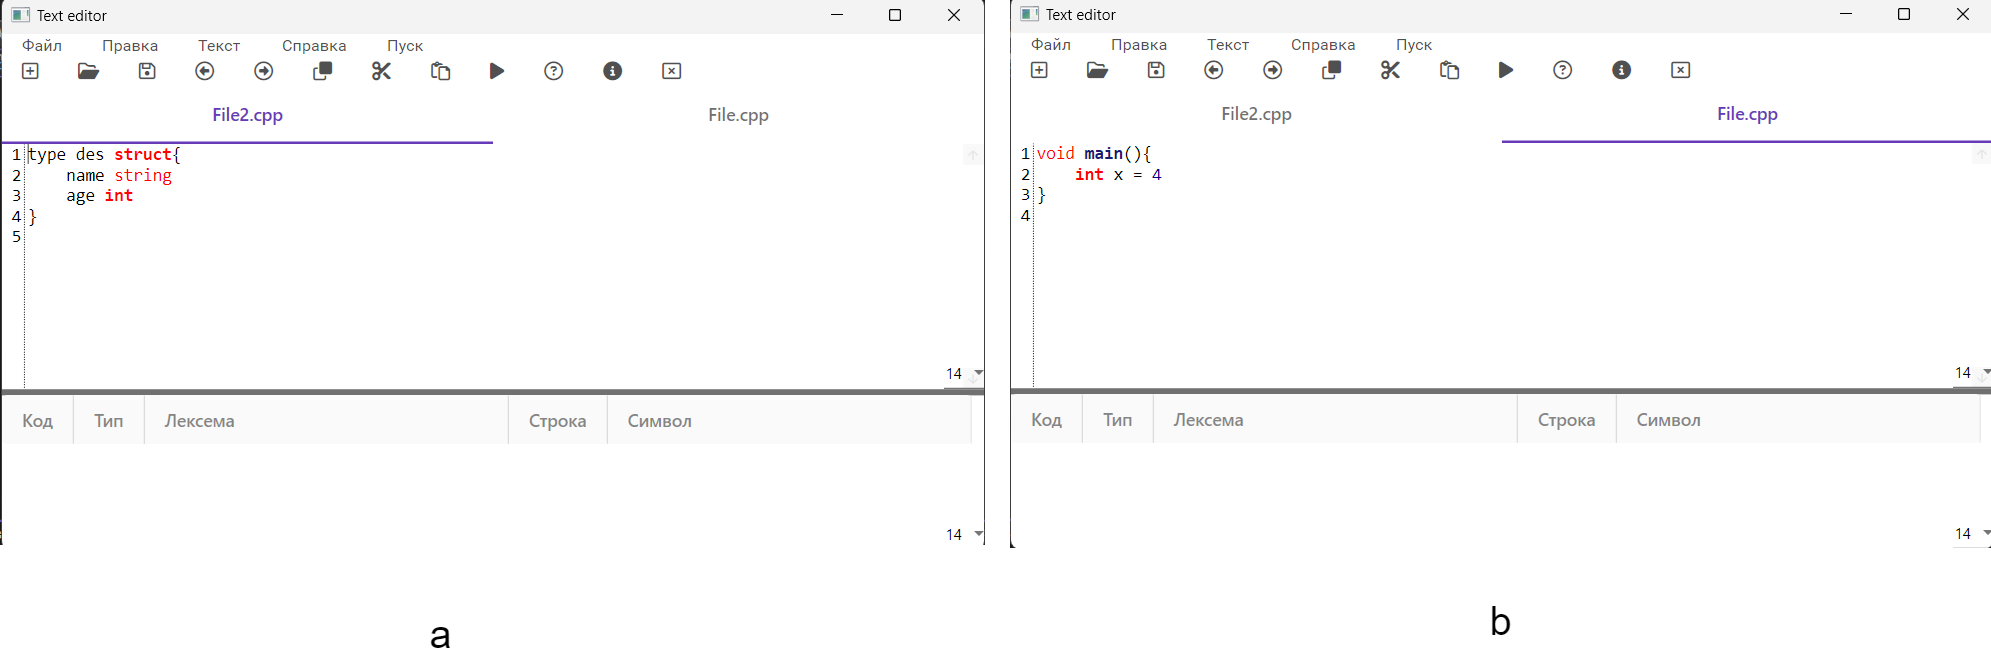 Text editor
Файл Правка Текст Справка Пуск
File2.cpp File.cpp
1 type des struct{
2     name string
3     age int
4 }
5
14
Код Тип Лексема Строка Символ
14
a
Text editor
Файл Правка Текст Справка Пуск
File2.cpp File.cpp
1 void main(){
2     int x = 4
3 }
4
14
Код Тип Лексема Строка Символ
14
b